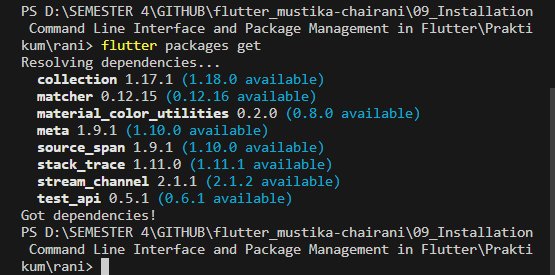 PS D:\SEMESTER 4\GITHUB\flutter_mustika-chairani\09_Installation
 Command Line Interface and Package Management in Flutter\Prakti
kum\rani> flutter packages get
Resolving dependencies...
  collection 1.17.1 (1.18.0 available)
  matcher 0.12.15 (0.12.16 available)
  material_color_utilities 0.2.0 (0.8.0 available)
  meta 1.9.1 (1.10.0 available)
  source_span 1.9.1 (1.10.0 available)
  stack_trace 1.11.0 (1.11.1 available)
  stream_channel 2.1.1 (2.1.2 available)
  test_api 0.5.1 (0.6.1 available)
Got dependencies!
PS D:\SEMESTER 4\GITHUB\flutter_mustika-chairani\09_Installation
 Command Line Interface and Package Management in Flutter\Prakti
kum\rani>